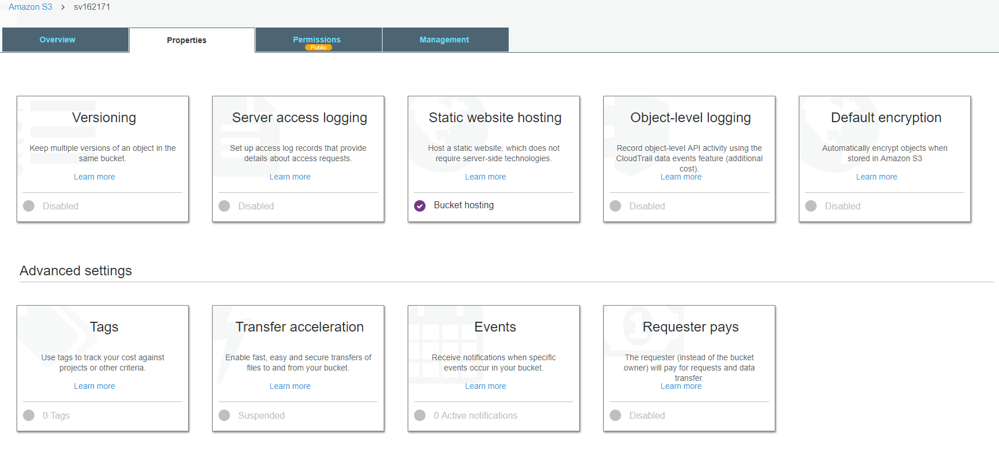 Amazon S3 > sv162171
Overview
Properties
Permissions
Public
Management
Versioning
Keep multiple versions of an object in the
same bucket.
Learn more
Disabled
Server access logging
Set up access log records that provide
details about access requests.
Learn more
Disabled
Static website hosting
Host a static website, which does not
require server-side technologies.
Learn more
Bucket hosting
Object-level logging
Record object-level API activity using the
CloudTrail data events feature (additional
cost).
Learn more
Disabled
Default encryption
Automatically encrypt objects when
stored in Amazon S3
Learn more
Disabled
Advanced settings
Tags
Use tags to track your cost against
projects or other criteria.
Learn more
0 Tags
Transfer acceleration
Enable fast, easy and secure transfers of
files to and from your bucket.
Learn more
Suspended
Events
Receive notifications when specific
events occur in your bucket.
Learn more
0 Active notifications
Requester pays
The requester (instead of the bucket
owner) will pay for requests and data
transfer.
Learn more
Disabled